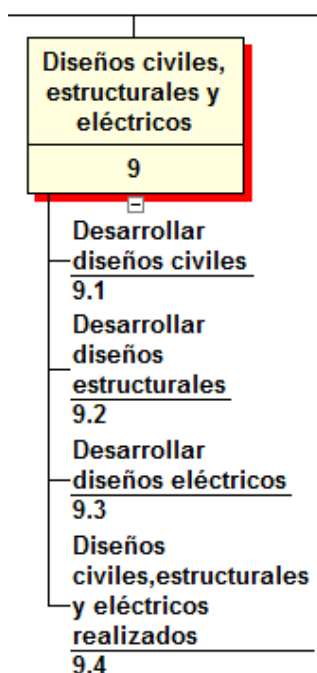 Diseños civiles,
estructurales y
eléctricos
9
Desarrollar
diseños civiles
9.1
Desarrollar
diseños
estructurales
9.2
Desarrollar
diseños eléctricos
9.3
Diseños
civiles,estructurales
y eléctricos
realizados
9.4